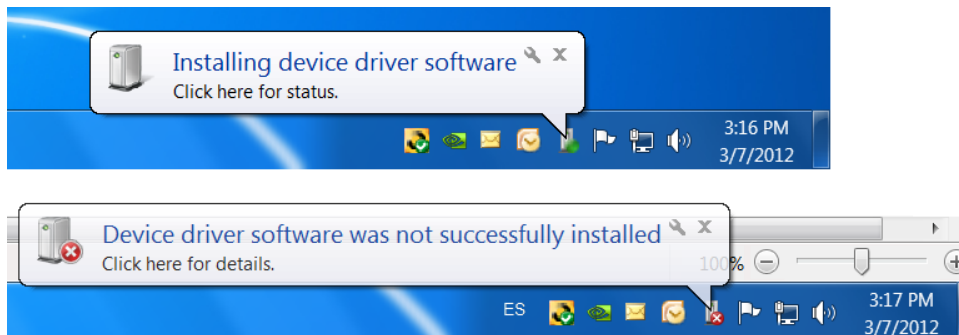 Installing device driver software
Click here for status.
3:16 PM
3/7/2012
Device driver software was not successfully installed
Click here for details.
100%
ES
3:17 PM
3/7/2012